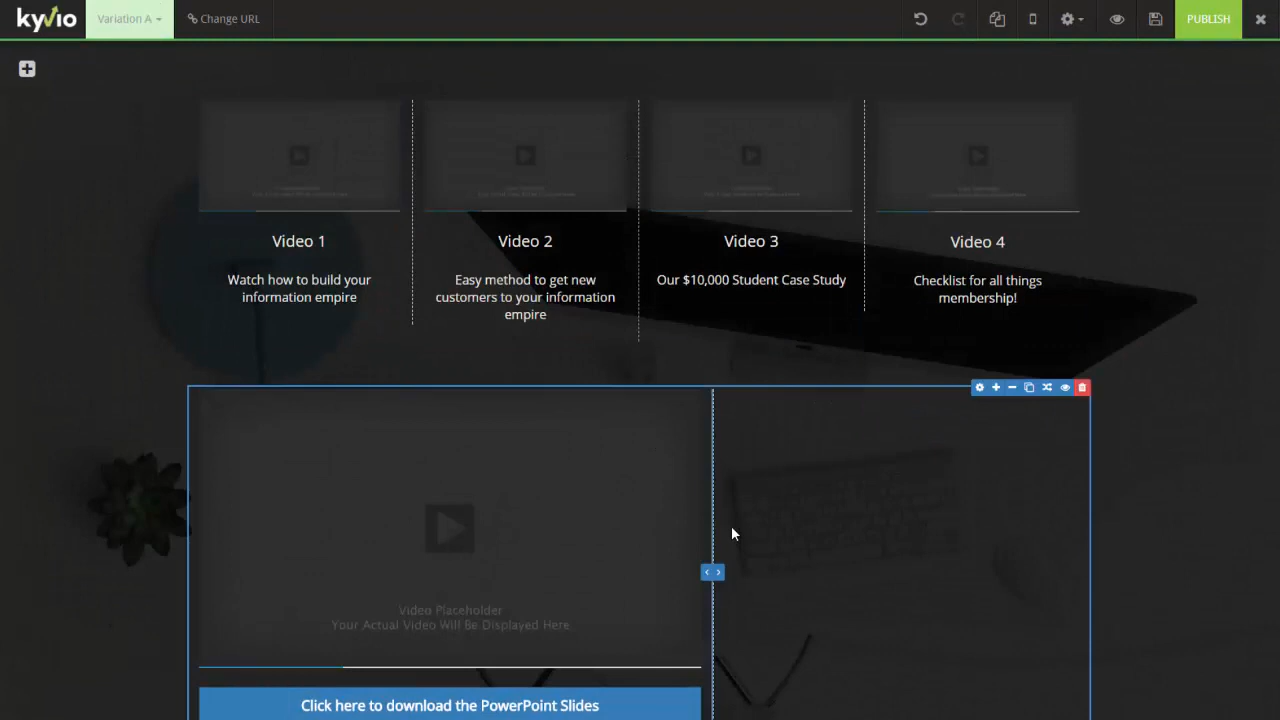 kyvio
Variation A
Change URL
PUBLISH
Video 1
Video 2
Video 3
Video 4
Watch how to build your
information empire
Easy method to get new
customers to your information
empire
Our $10,000 Student Case Study
Checklist for all things
membership!
Video Placeholder
Your Actual Video Will Be Displayed Here
Click here to download the PowerPoint Slides